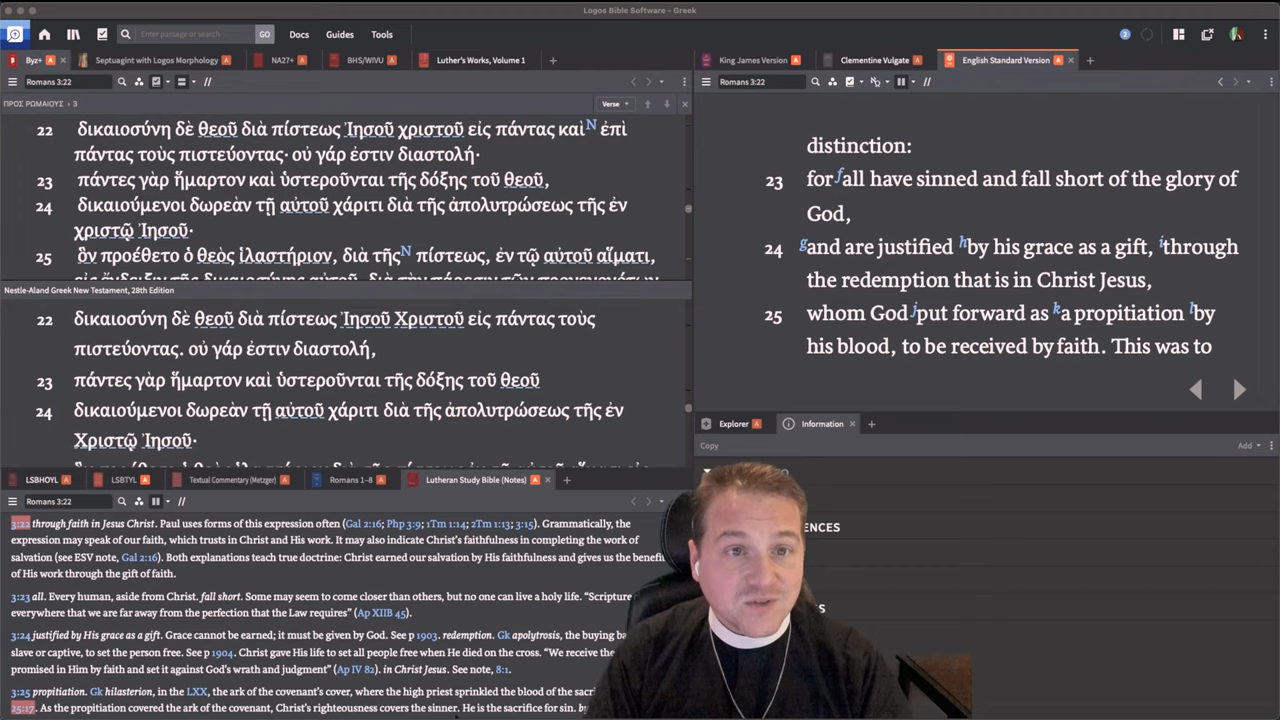 Logos Bible Software - Greek
Enter passage or search GO Docs Guides Tools 2
Byz+ A Septuagint with Logos Morphology A NA27+ A BHS/WIVU A Luther's Works, Volume 1
Romans 3:22
ΠΡΟΣ ΡΩΜΑΙΟΥΣ › 3 Verse
22 δικαιοσύνη δὲ θεοῦ διὰ πίστεως Ἰησοῦ χριστοῦ εἰς πάντας καὶN ἐπὶ
πάντας τοὺς πιστεύοντας· οὐ γάρ ἐστιν διαστολή·
23 πάντες γὰρ ἥμαρτον καὶ ὑστεροῦνται τῆς δόξης τοῦ θεοῦ,
24 δικαιούμενοι δωρεὰν τῇ αὐτοῦ χάριτι διὰ τῆς ἀπολυτρώσεως τῆς ἐν
χριστῷ Ἰησοῦ·
25 ὃν προέθετο ὁ θεὸς ἱλαστήριον, διὰ τῆςN πίστεως, ἐν τῷ αὐτοῦ αἵματι,
Nestle-Aland Greek New Testament, 28th Edition
22 δικαιοσύνη δὲ θεοῦ διὰ πίστεως Ἰησοῦ Χριστοῦ εἰς πάντας τοὺς
πιστεύοντας. οὐ γάρ ἐστιν διαστολή,
23 πάντες γὰρ ἥμαρτον καὶ ὑστεροῦνται τῆς δόξης τοῦ θεοῦ
24 δικαιούμενοι δωρεὰν τῇ αὐτοῦ χάριτι διὰ τῆς ἀπολυτρώσεως τῆς ἐν
Χριστῷ Ἰησοῦ·
LSBHOYL A LSBTYL A Textual Commentary (Metzger) A Romans 1–8 A Lutheran Study Bible (Notes) A
Romans 3:22
3:22 through faith in Jesus Christ. Paul uses forms of this expression often (Gal 2:16; Php 3:9; 1Tm 1:14; 2Tm 1:13; 3:15). Grammatically, the
expression may speak of our faith, which trusts in Christ and His work. It may also indicate Christ's faithfulness in completing the work of
salvation (see ESV note, Gal 2:16). Both explanations teach true doctrine: Christ earned our salvation by His faithfulness and gives us the
of His work through the gift of faith.
3:23 all. Every human, aside from Christ. fall short. Some may seem to come closer than others, but no one can live a holy life. “Scripture
everywhere that we are far away from the perfection that the Law requires” (Ap XIIB 45)
3:24 justified by His grace as a gift. Grace cannot be earned; it must be given by God. See p 1903. redemption. Gk apolytrosis, the buying
slave or captive, to set the person free. See p 1904. Christ gave His life to set all people free when He died on the cross. “We receive the
promised in Him by faith and set it against God's wrath and judgment” (Ap IV 82). in Christ Jesus. See note, 8:1.
3:25 propitiation. Gk hilasterion, in the LXX, the ark of the covenant's cover, where the high priest sprinkled the blood of the
25:17. As the propitiation covered the ark of the covenant, Christ's righteousness covers the sinner. He is the sacrifice for sin.
King James Version A Clementine Vulgate A English Standard Version A
Romans 3:22
distinction:
23 for fall have sinned and fall short of the glory of
God,
24 gand are justified hby his grace as a gift, ithrough
the redemption that is in Christ Jesus,
25 whom God jput forward as ka propitiation lby
his blood, to be received by faith. This was to
Explorer A Information
Copy Add